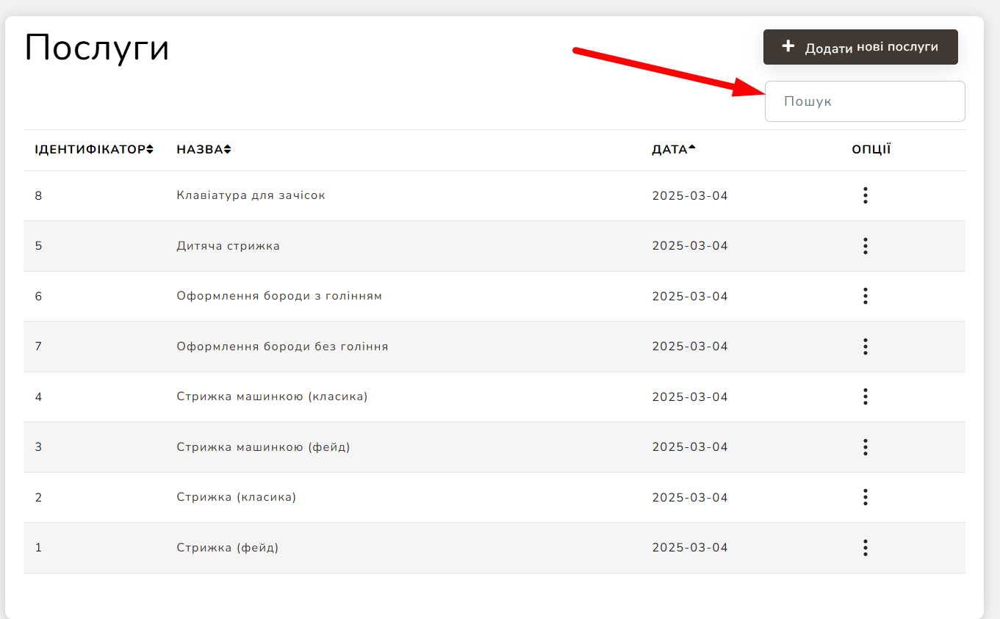 Послуги
+ Додати нові послуги
Пошук
ІДЕНТИФІКАТОР НАЗВА ДАТА ОПЦІЇ
8 Клавіатура для зачісок 2025-03-04
5 Дитяча стрижка 2025-03-04
6 Оформлення бороди з голінням 2025-03-04
7 Оформлення бороди без гоління 2025-03-04
4 Стрижка машинкою (класика) 2025-03-04
3 Стрижка машинкою (фейд) 2025-03-04
2 Стрижка (класика) 2025-03-04
1 Стрижка (фейд) 2025-03-04